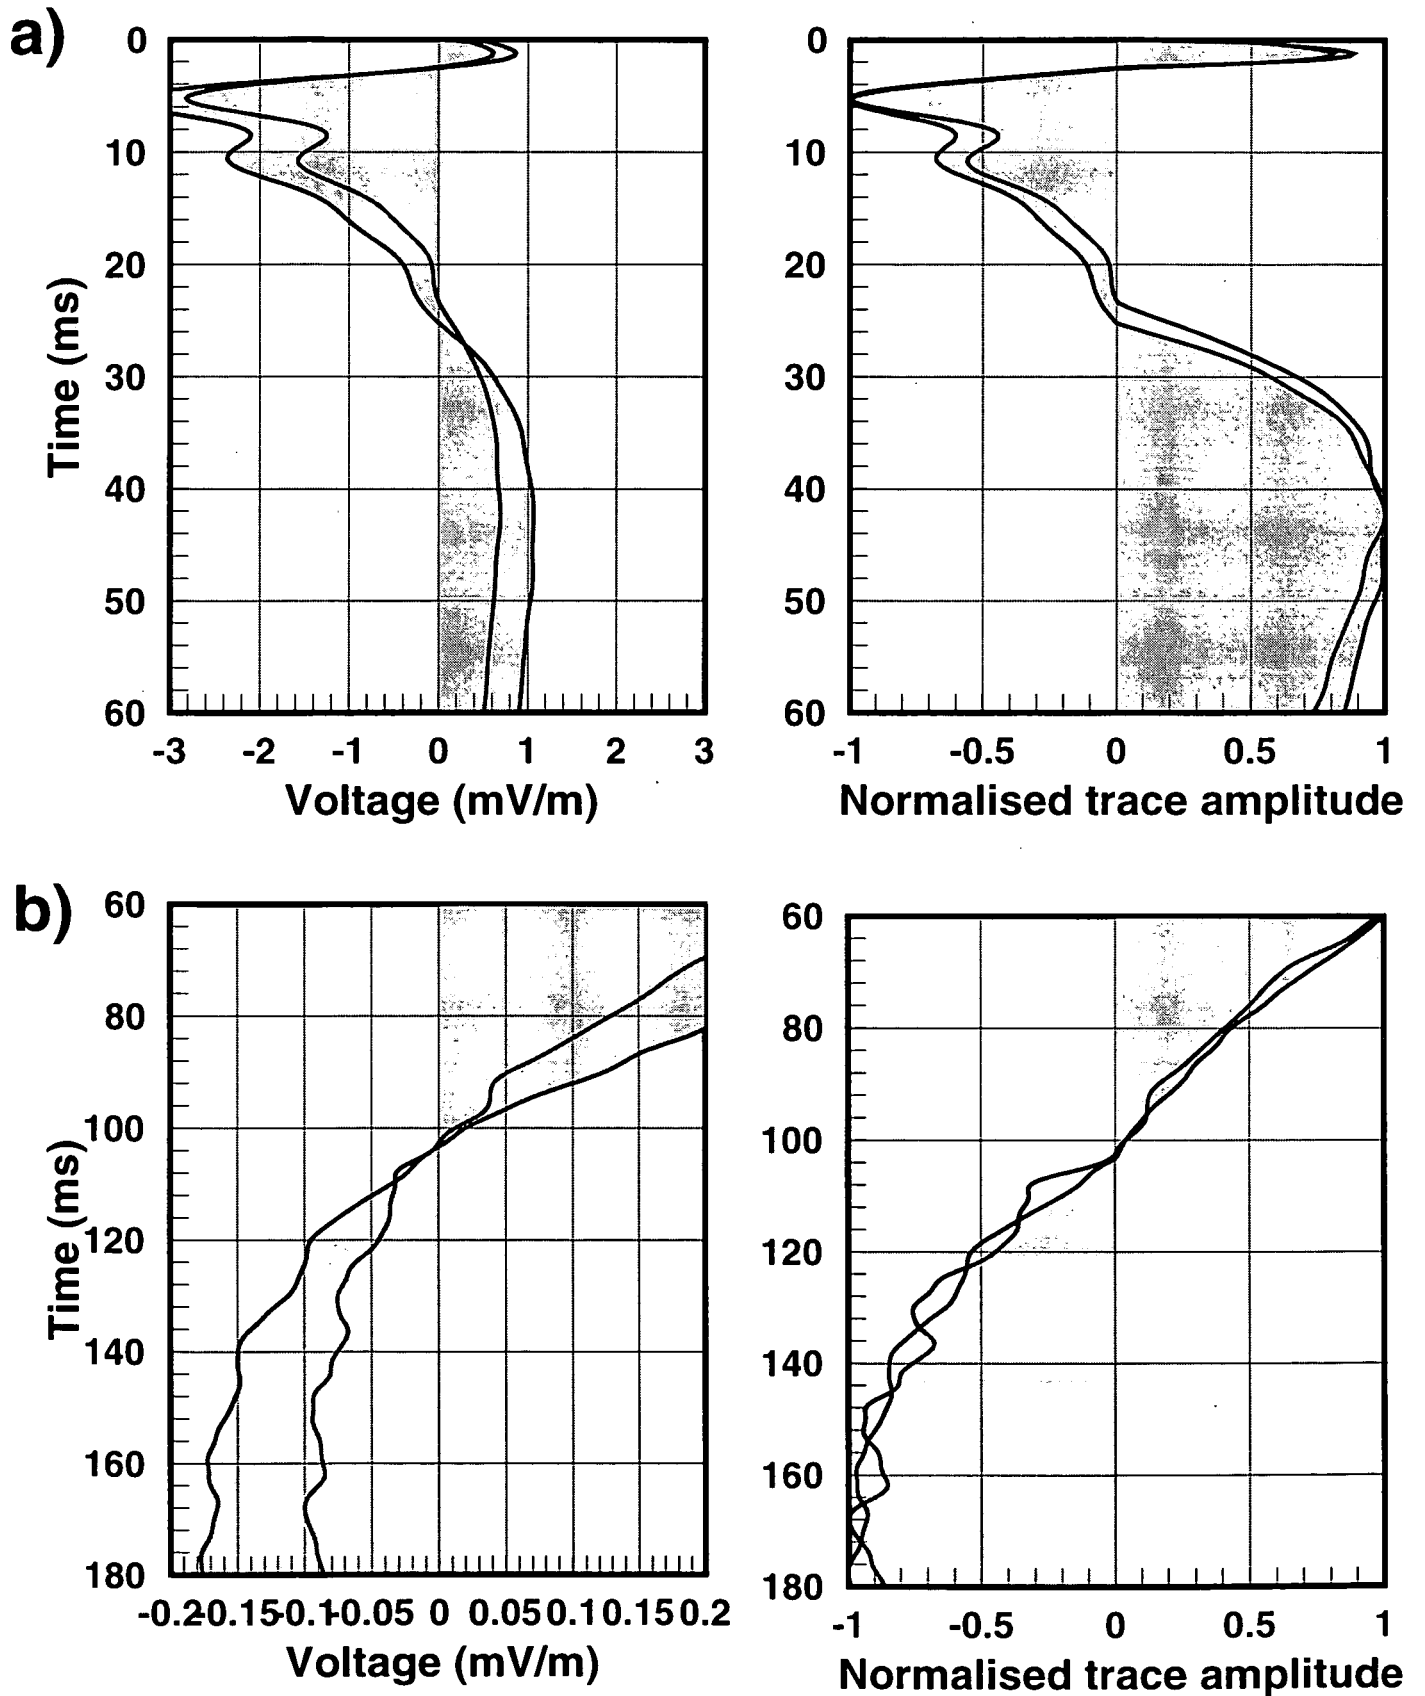 a)
0
10
20
30
40
50
60
Time (ms)
-3 -2 -1 0 1 2 3
Voltage (mV/m)
0
10
20
30
40
50
60
-1 -0.5 0 0.5 1
Normalised trace amplitude
b)
60
80
100
120
140
160
180
Time (ms)
-0.2 -0.15 -0.1 -0.05 0 0.05 0.1 0.15 0.2
Voltage (mV/m)
60
80
100
120
140
160
180
-1 -0.5 0 0.5 1
Normalised trace amplitude